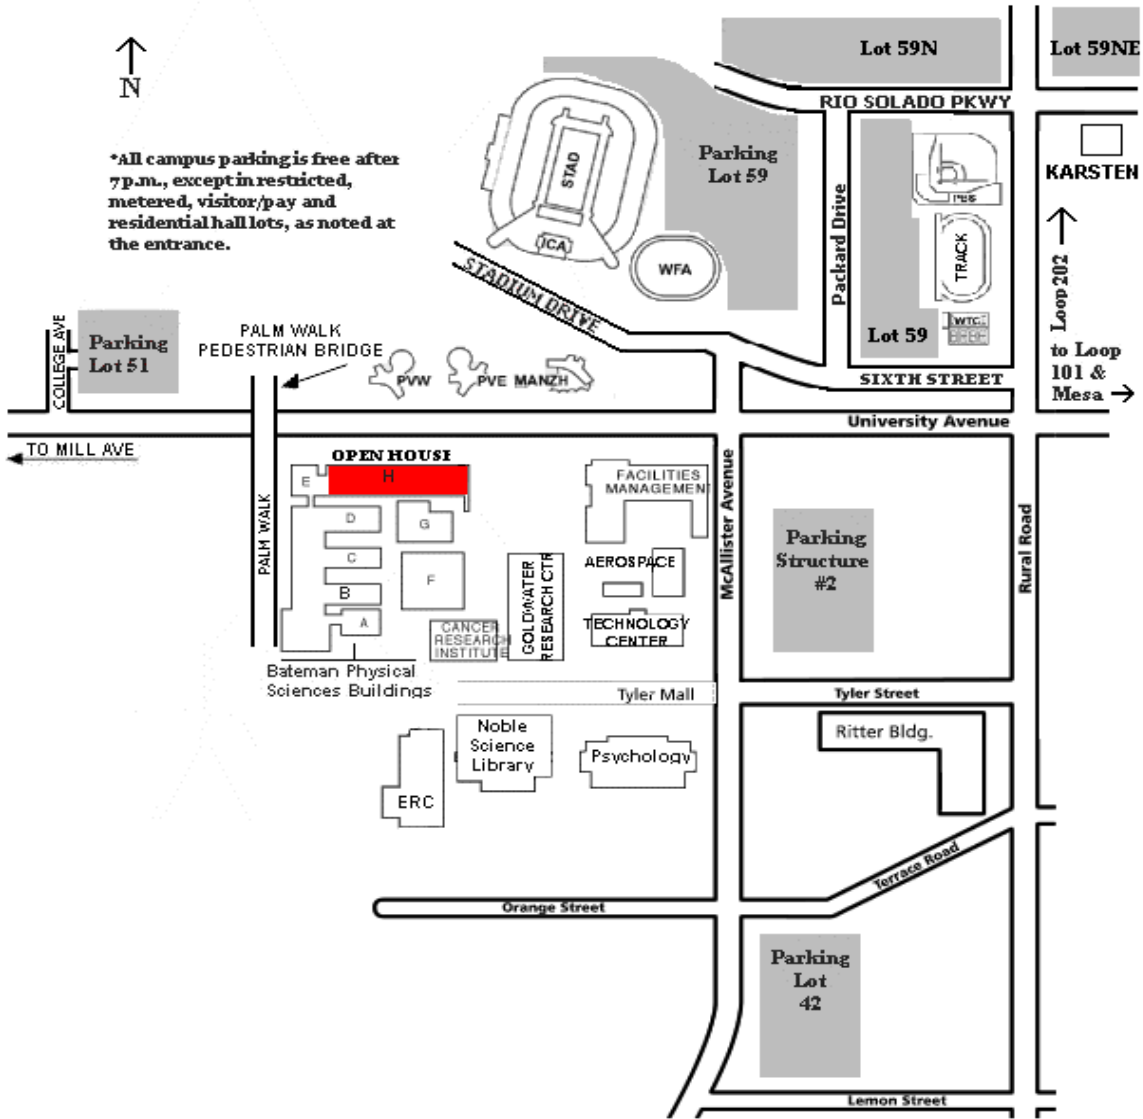 Lot 59N
Lot 59NE
N
RIO SOLADO PKWY
*All campus parking is free after
7 p.m., except in restricted,
metered, visitor/pay and
residential hall lots, as noted at
the entrance.
STAD
ICA
WFA
Parking
Lot 59
Packard Drive
PBS
TRACK
WTC
Lot 59
KARSTEN
Loop 202
to Loop
101 &
Mesa
STADIUM DRIVE
COLLEGE AVE
Parking
Lot 51
PALM WALK
PEDESTRIAN BRIDGE
PVW
PVE
MANZH
SIXTH STREET
University Avenue
TO MILL AVE
PALM WALK
OPEN HOUSE
E
H
D
G
C
F
B
A
FACILITIES
MANAGEMENT
AEROSPACE
TECHNOLOGY
CENTER
GOLDWATER
RESEARCH CTR
CANCER
RESEARCH
INSTITUTE
Bateman Physical
Sciences Buildings
McAllister Avenue
Parking
Structure
#2
Rural Road
Tyler Mall
Tyler Street
Noble
Science
Library
Psychology
ERC
Ritter Bldg.
Terrace Road
Orange Street
Parking
Lot
42
Lemon Street